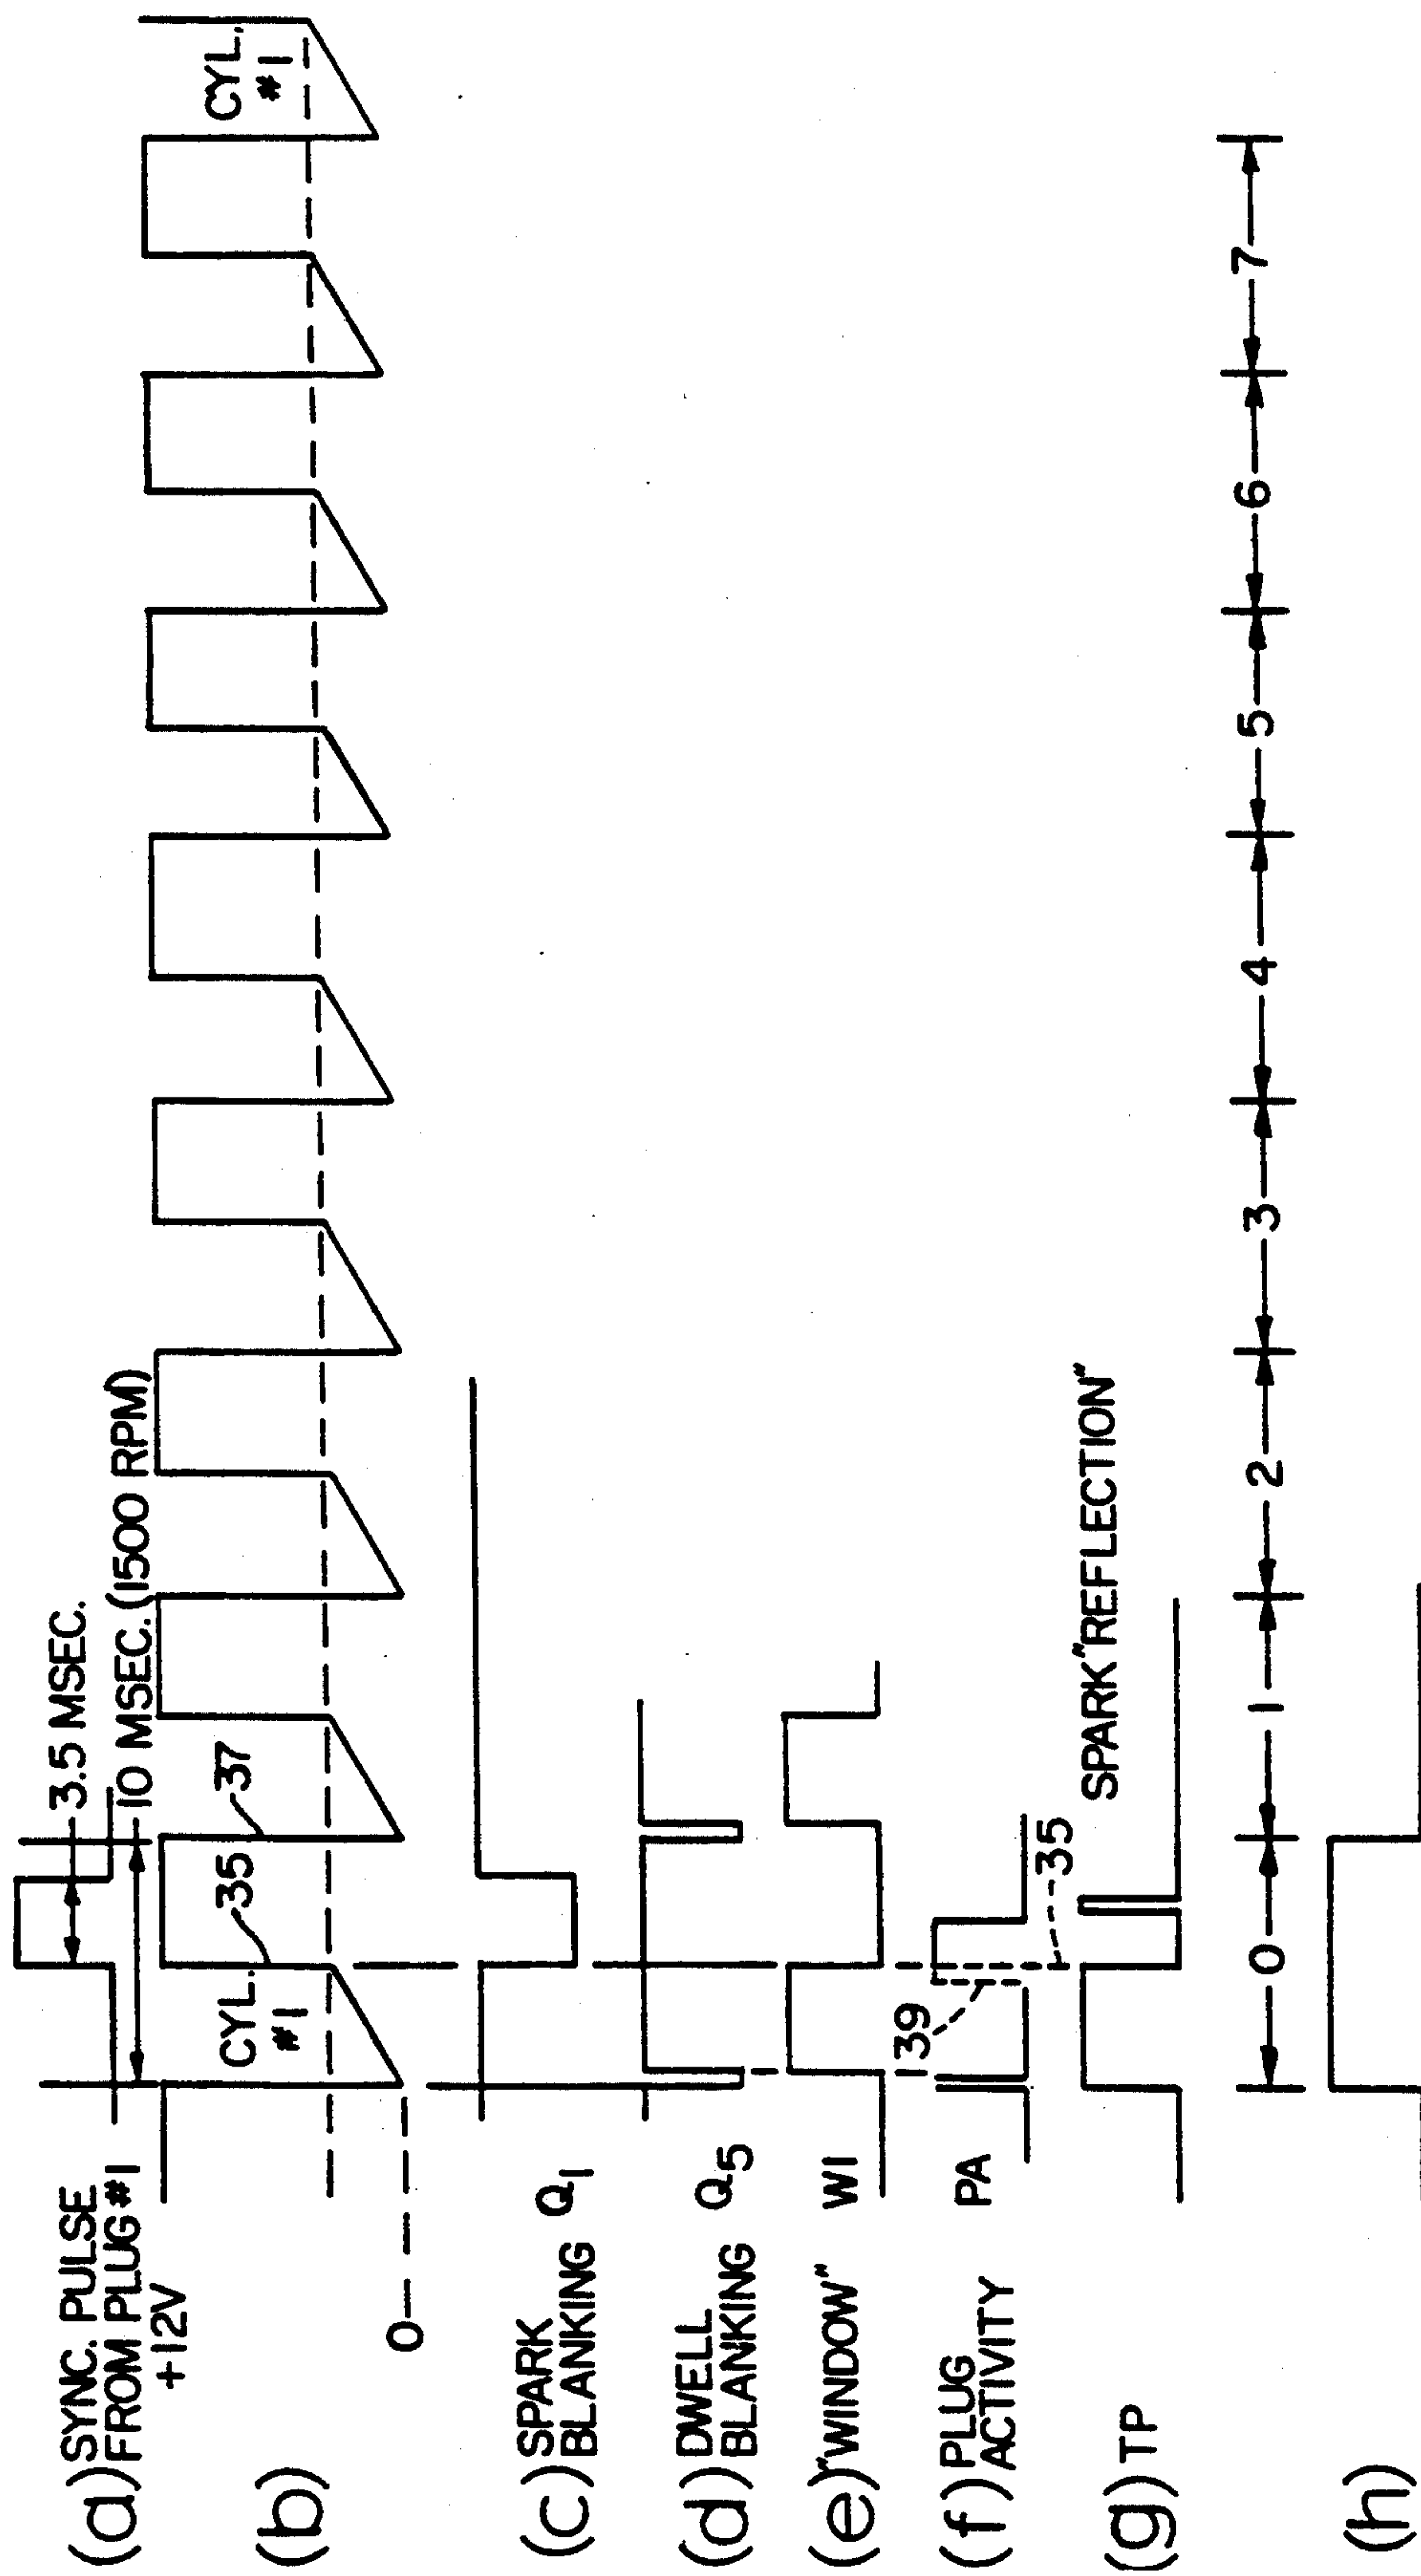 (a) SYNC. PULSE
FROM PLUG #1
3.5 MSEC.
10 MSEC. (1500 RPM)
+12V
(b)
CYL.
#1
35
37
CYL,
#1
0
(c) SPARK
BLANKING Q1
(d) DWELL
BLANKING Q5
(e) "WINDOW" WI
(f) PLUG
ACTIVITY PA
39
35
(g) TP
SPARK "REFLECTION"
0 1 2 3 4 5 6 7
(h)